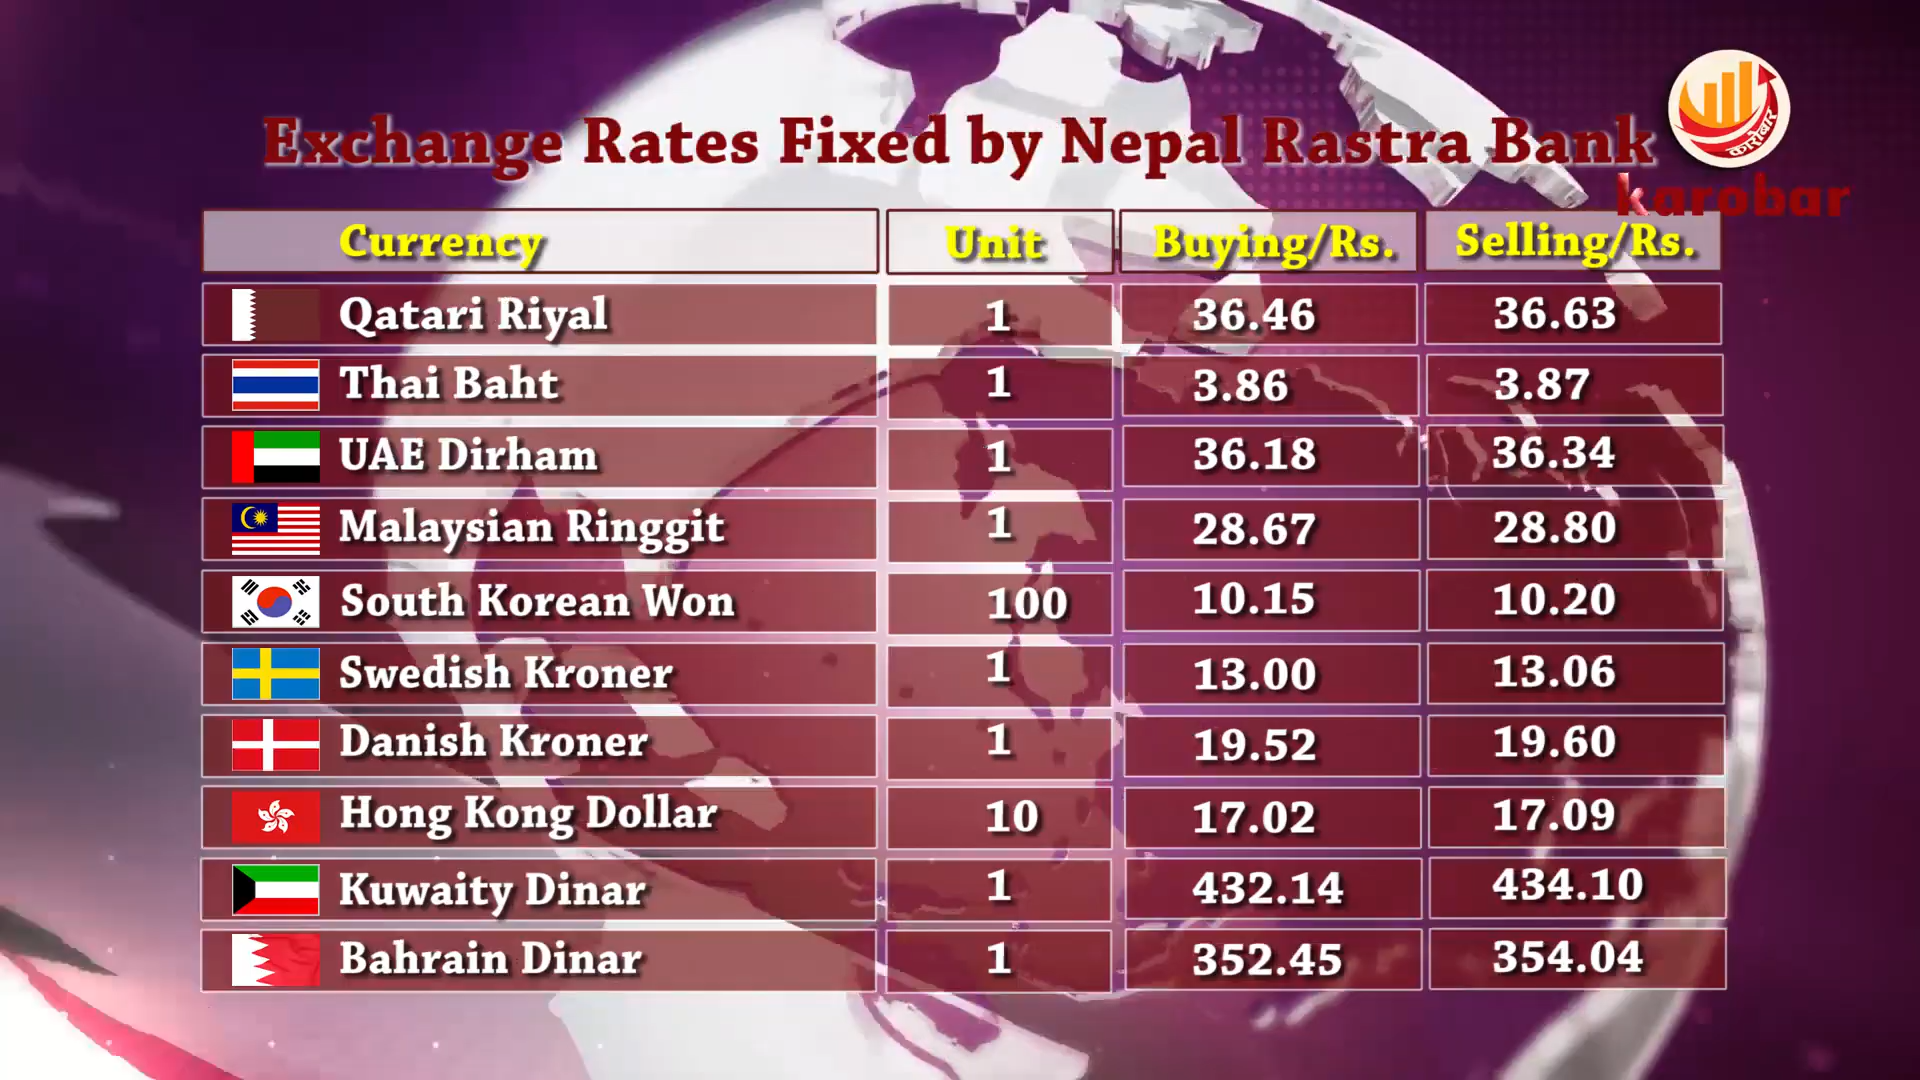 करोबार
Exchange Rates Fixed by Nepal Rastra Bank
karobar
Currency Unit Buying/Rs. Selling/Rs.
Qatari Riyal 1 36.46 36.63
Thai Baht 1 3.86 3.87
UAE Dirham 1 36.18 36.34
Malaysian Ringgit 1 28.67 28.80
South Korean Won 100 10.15 10.20
Swedish Kroner 1 13.00 13.06
Danish Kroner 1 19.52 19.60
Hong Kong Dollar 10 17.02 17.09
Kuwaity Dinar 1 432.14 434.10
Bahrain Dinar 1 352.45 354.04